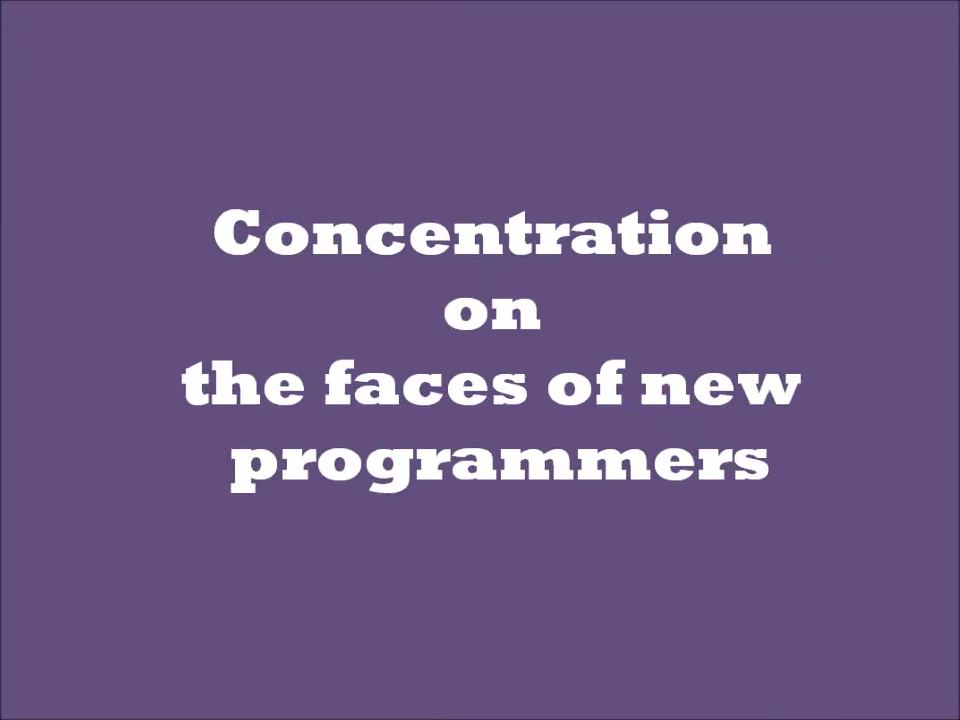 Concentration
on
the faces of new
programmers